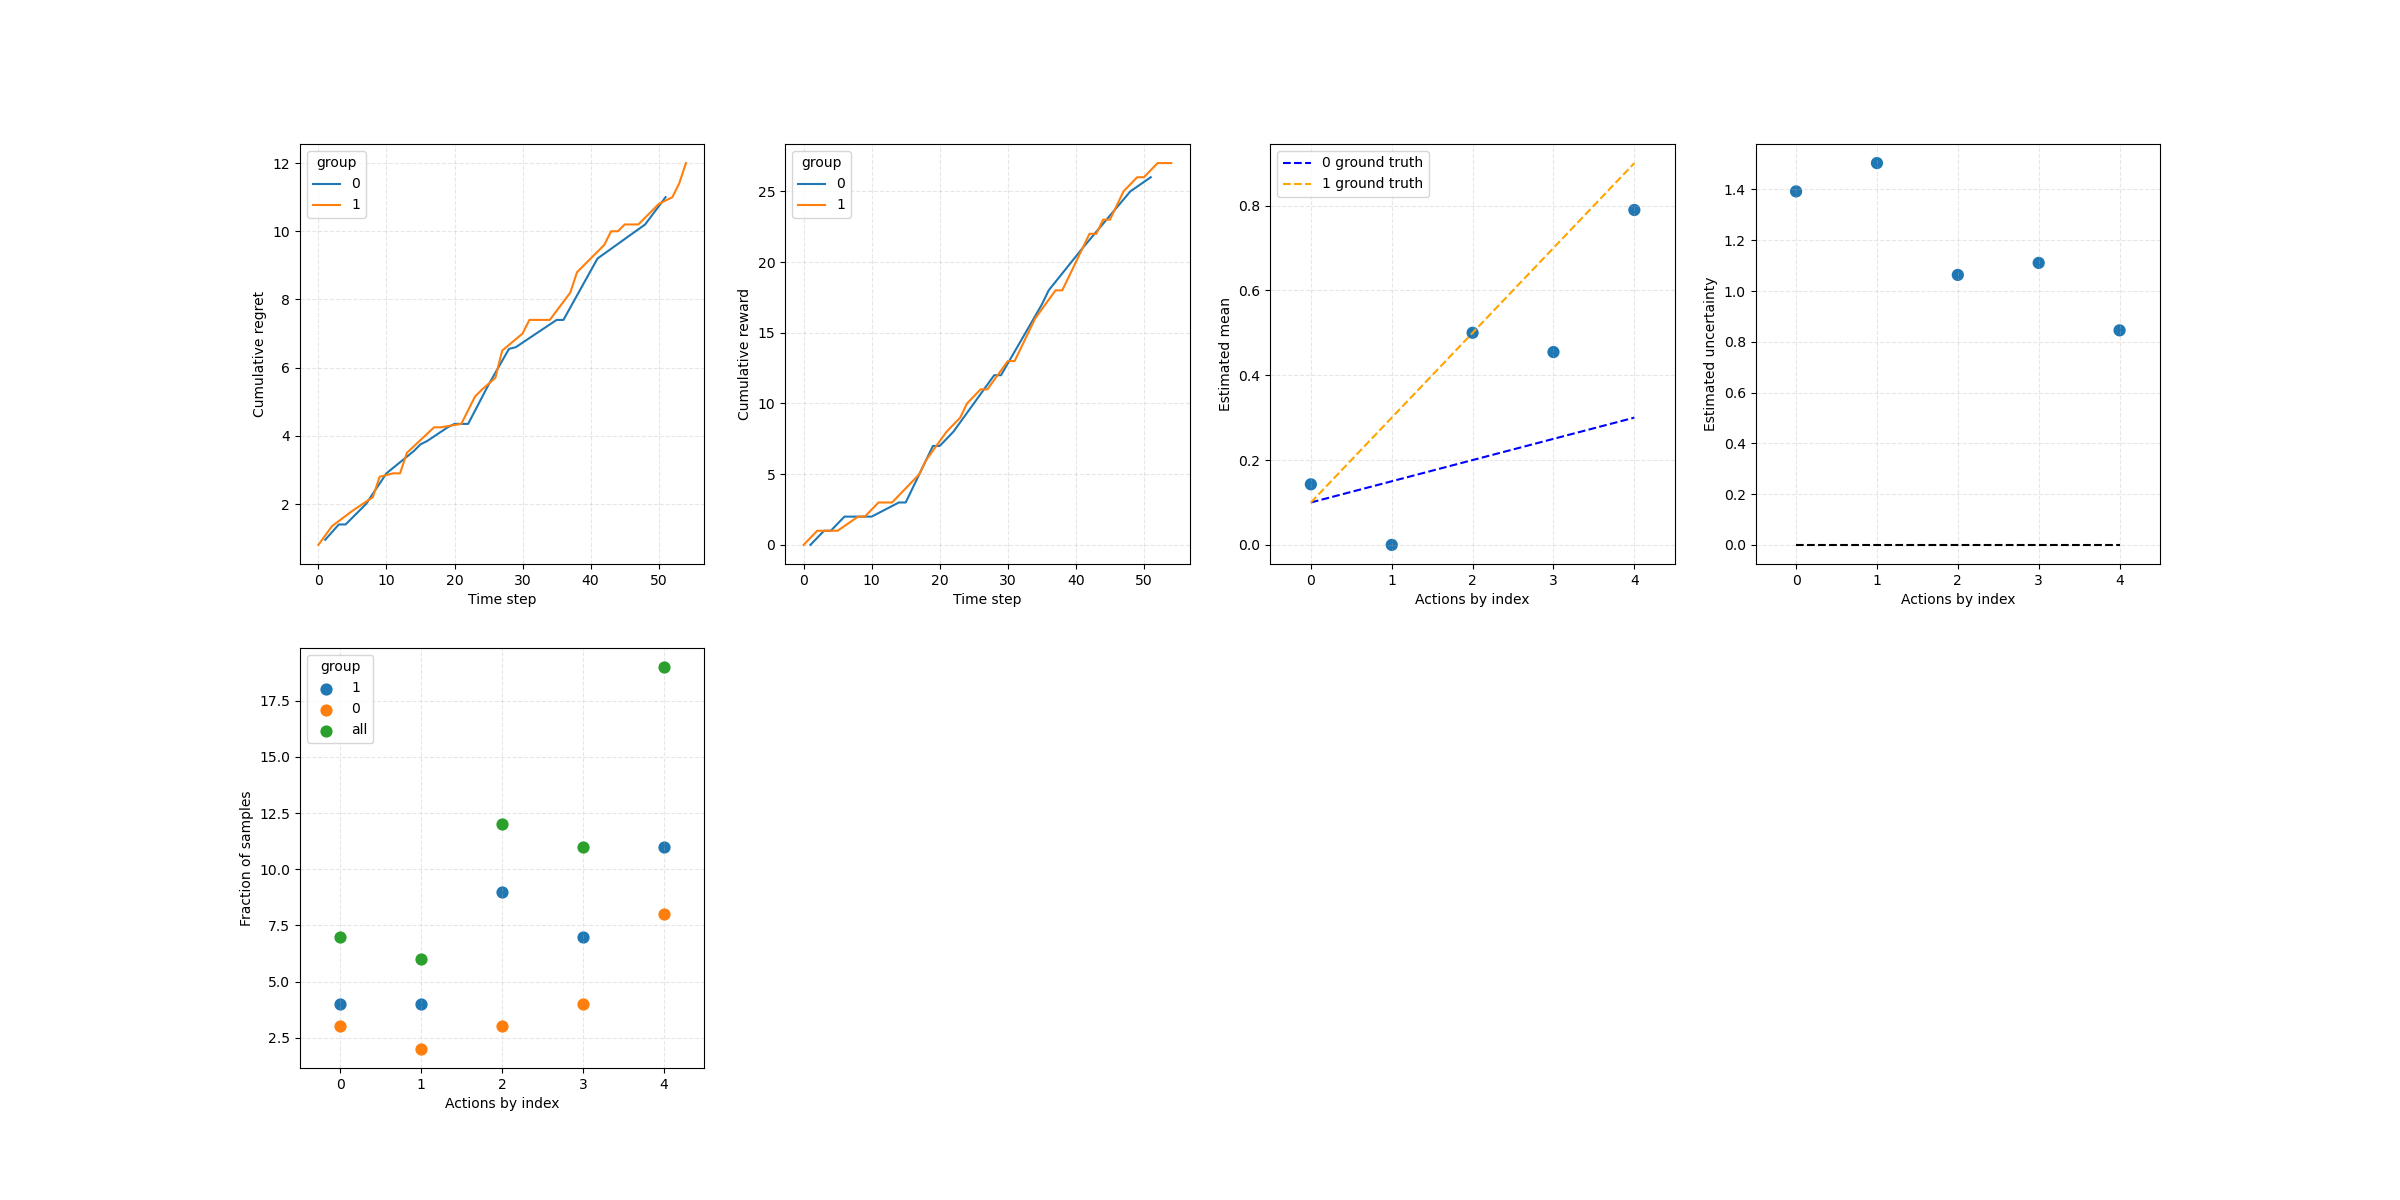 group
0
1
12
10
8
6
4
2
Cumulative regret
0 10 20 30 40 50
Time step
group
0
1
25
20
15
10
5
0
Cumulative reward
0 10 20 30 40 50
Time step
0 ground truth
1 ground truth
0.8
0.6
0.4
0.2
0.0
Estimated mean
0 1 2 3 4
Actions by index
1.4
1.2
1.0
0.8
0.6
0.4
0.2
0.0
Estimated uncertainty
0 1 2 3 4
Actions by index
group
1
0
all
17.5
15.0
12.5
10.0
7.5
5.0
2.5
Fraction of samples
0 1 2 3 4
Actions by index